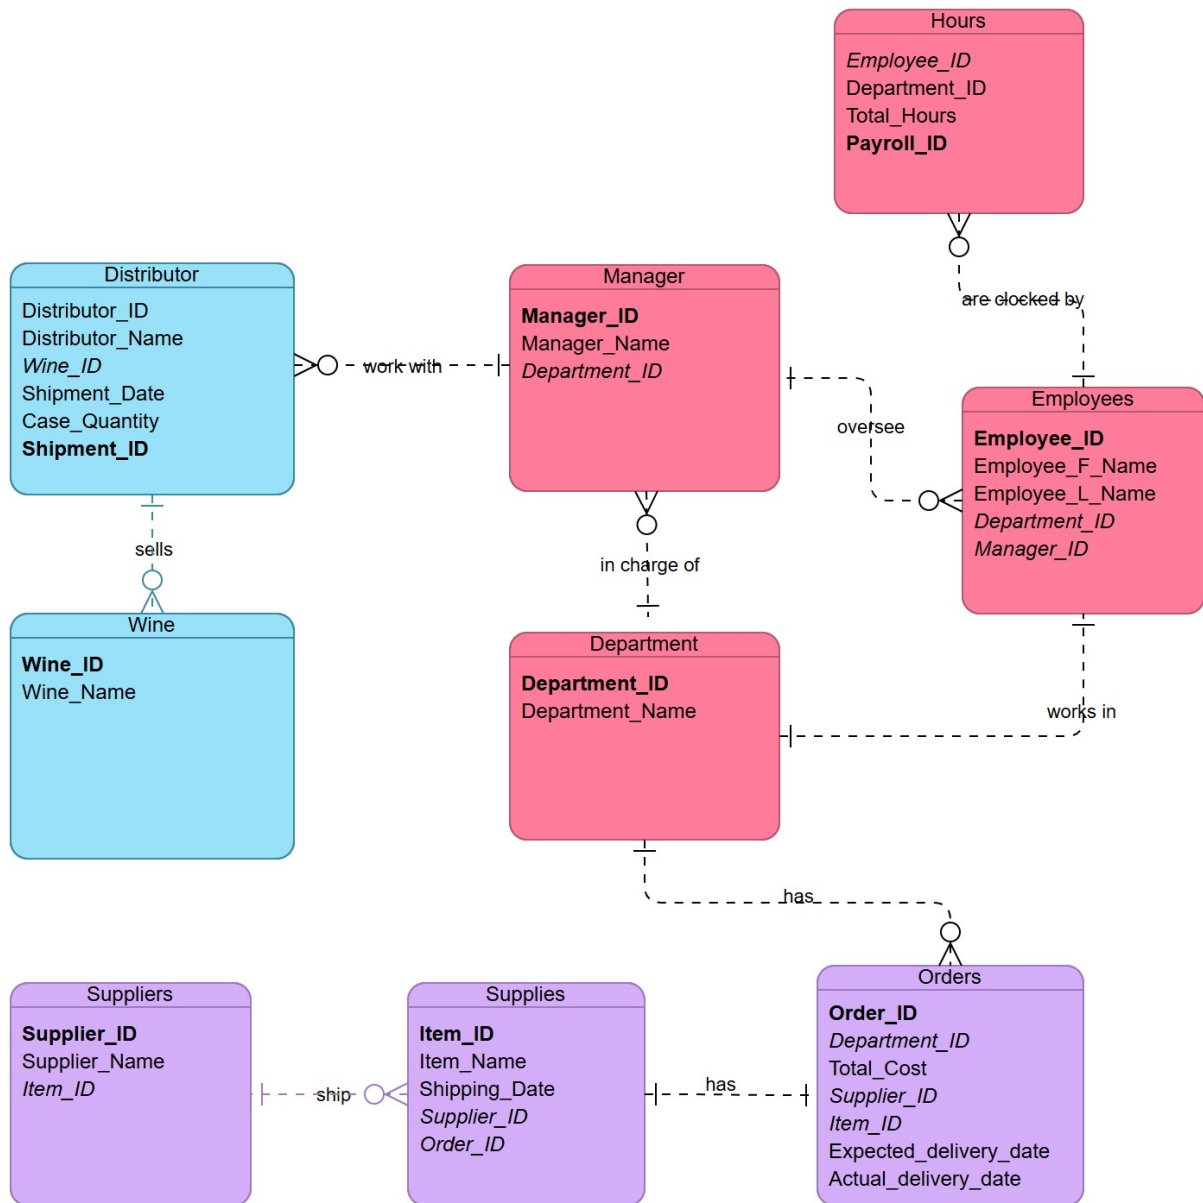 Hours
Employee_ID
Department_ID
Total_Hours
Payroll_ID
are clocked by
Distributor
Distributor_ID
Distributor_Name
Wine_ID
Shipment_Date
Case_Quantity
Shipment_ID
work with
Manager
Manager_ID
Manager_Name
Department_ID
oversee
Employees
Employee_ID
Employee_F_Name
Employee_L_Name
Department_ID
Manager_ID
sells
in charge of
Wine
Wine_ID
Wine_Name
Department
Department_ID
Department_Name
works in
has
Suppliers
Supplier_ID
Supplier_Name
Item_ID
ship
Supplies
Item_ID
Item_Name
Shipping_Date
Supplier_ID
Order_ID
has
Orders
Order_ID
Department_ID
Total_Cost
Supplier_ID
Item_ID
Expected_delivery_date
Actual_delivery_date